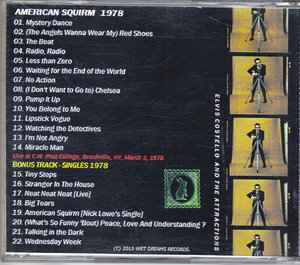 AMERICAN SQUIRM 1978
01. Mystery Dance
02. (The Angels Wanna Wear My) Red Shoes
03. The Beat
04. Radio, Radio
05. Less than Zero
06. Waiting for the End of the World
07. No Action
08. (I Don't Want to Go to) Chelsea
09. Pump It Up
10. You Belong to Me
11. Lipstick Vogue
12. Watching the Detectives
13. I'm Not Angry
14. Miracle Man
Live at C.W. Post College, Brookville, NY, March 3, 1978.
BONUS TRACK - SINGLES 1978
15. Tiny Steps
16. Stranger In The House
17. Neat Neat Neat [Live]
18. Big Tears
19. American Squirm [Nick Lowe's Single]
20. (What's So Funny 'Bout) Peace, Love And Understanding ?
21. Talking in the Dark
22. Wednesday Week
(C) 2013 WET DREAMS RECORDS.
ELVIS COSTELLO AND THE ATTRACTIONS